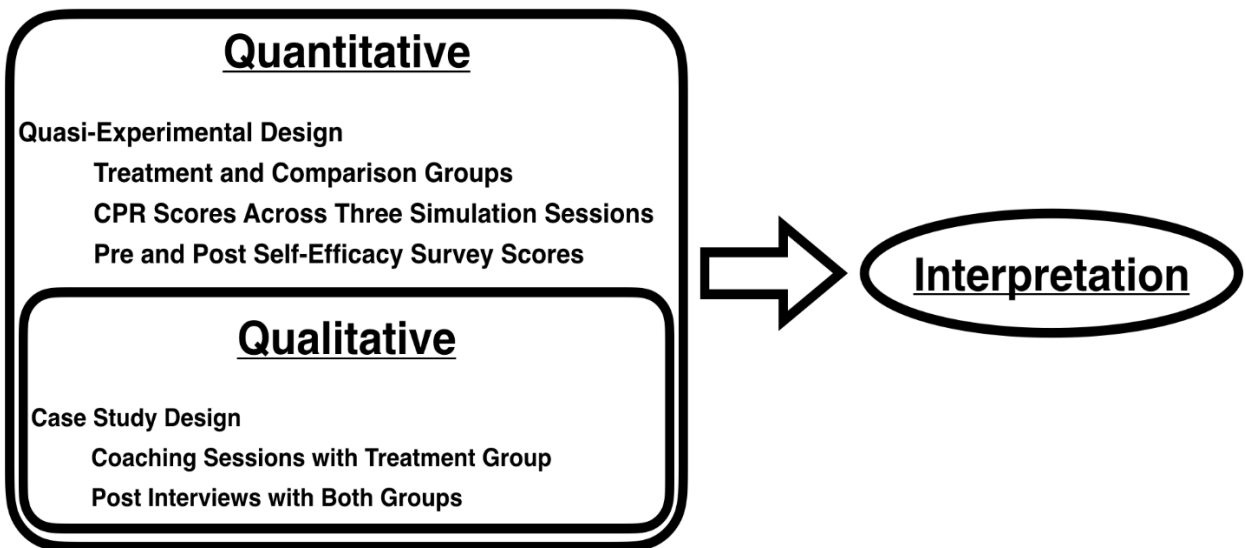 Quantitative
Quasi-Experimental Design
Treatment and Comparison Groups
CPR Scores Across Three Simulation Sessions
Pre and Post Self-Efficacy Survey Scores
Qualitative
Case Study Design
Coaching Sessions with Treatment Group
Post Interviews with Both Groups
Interpretation